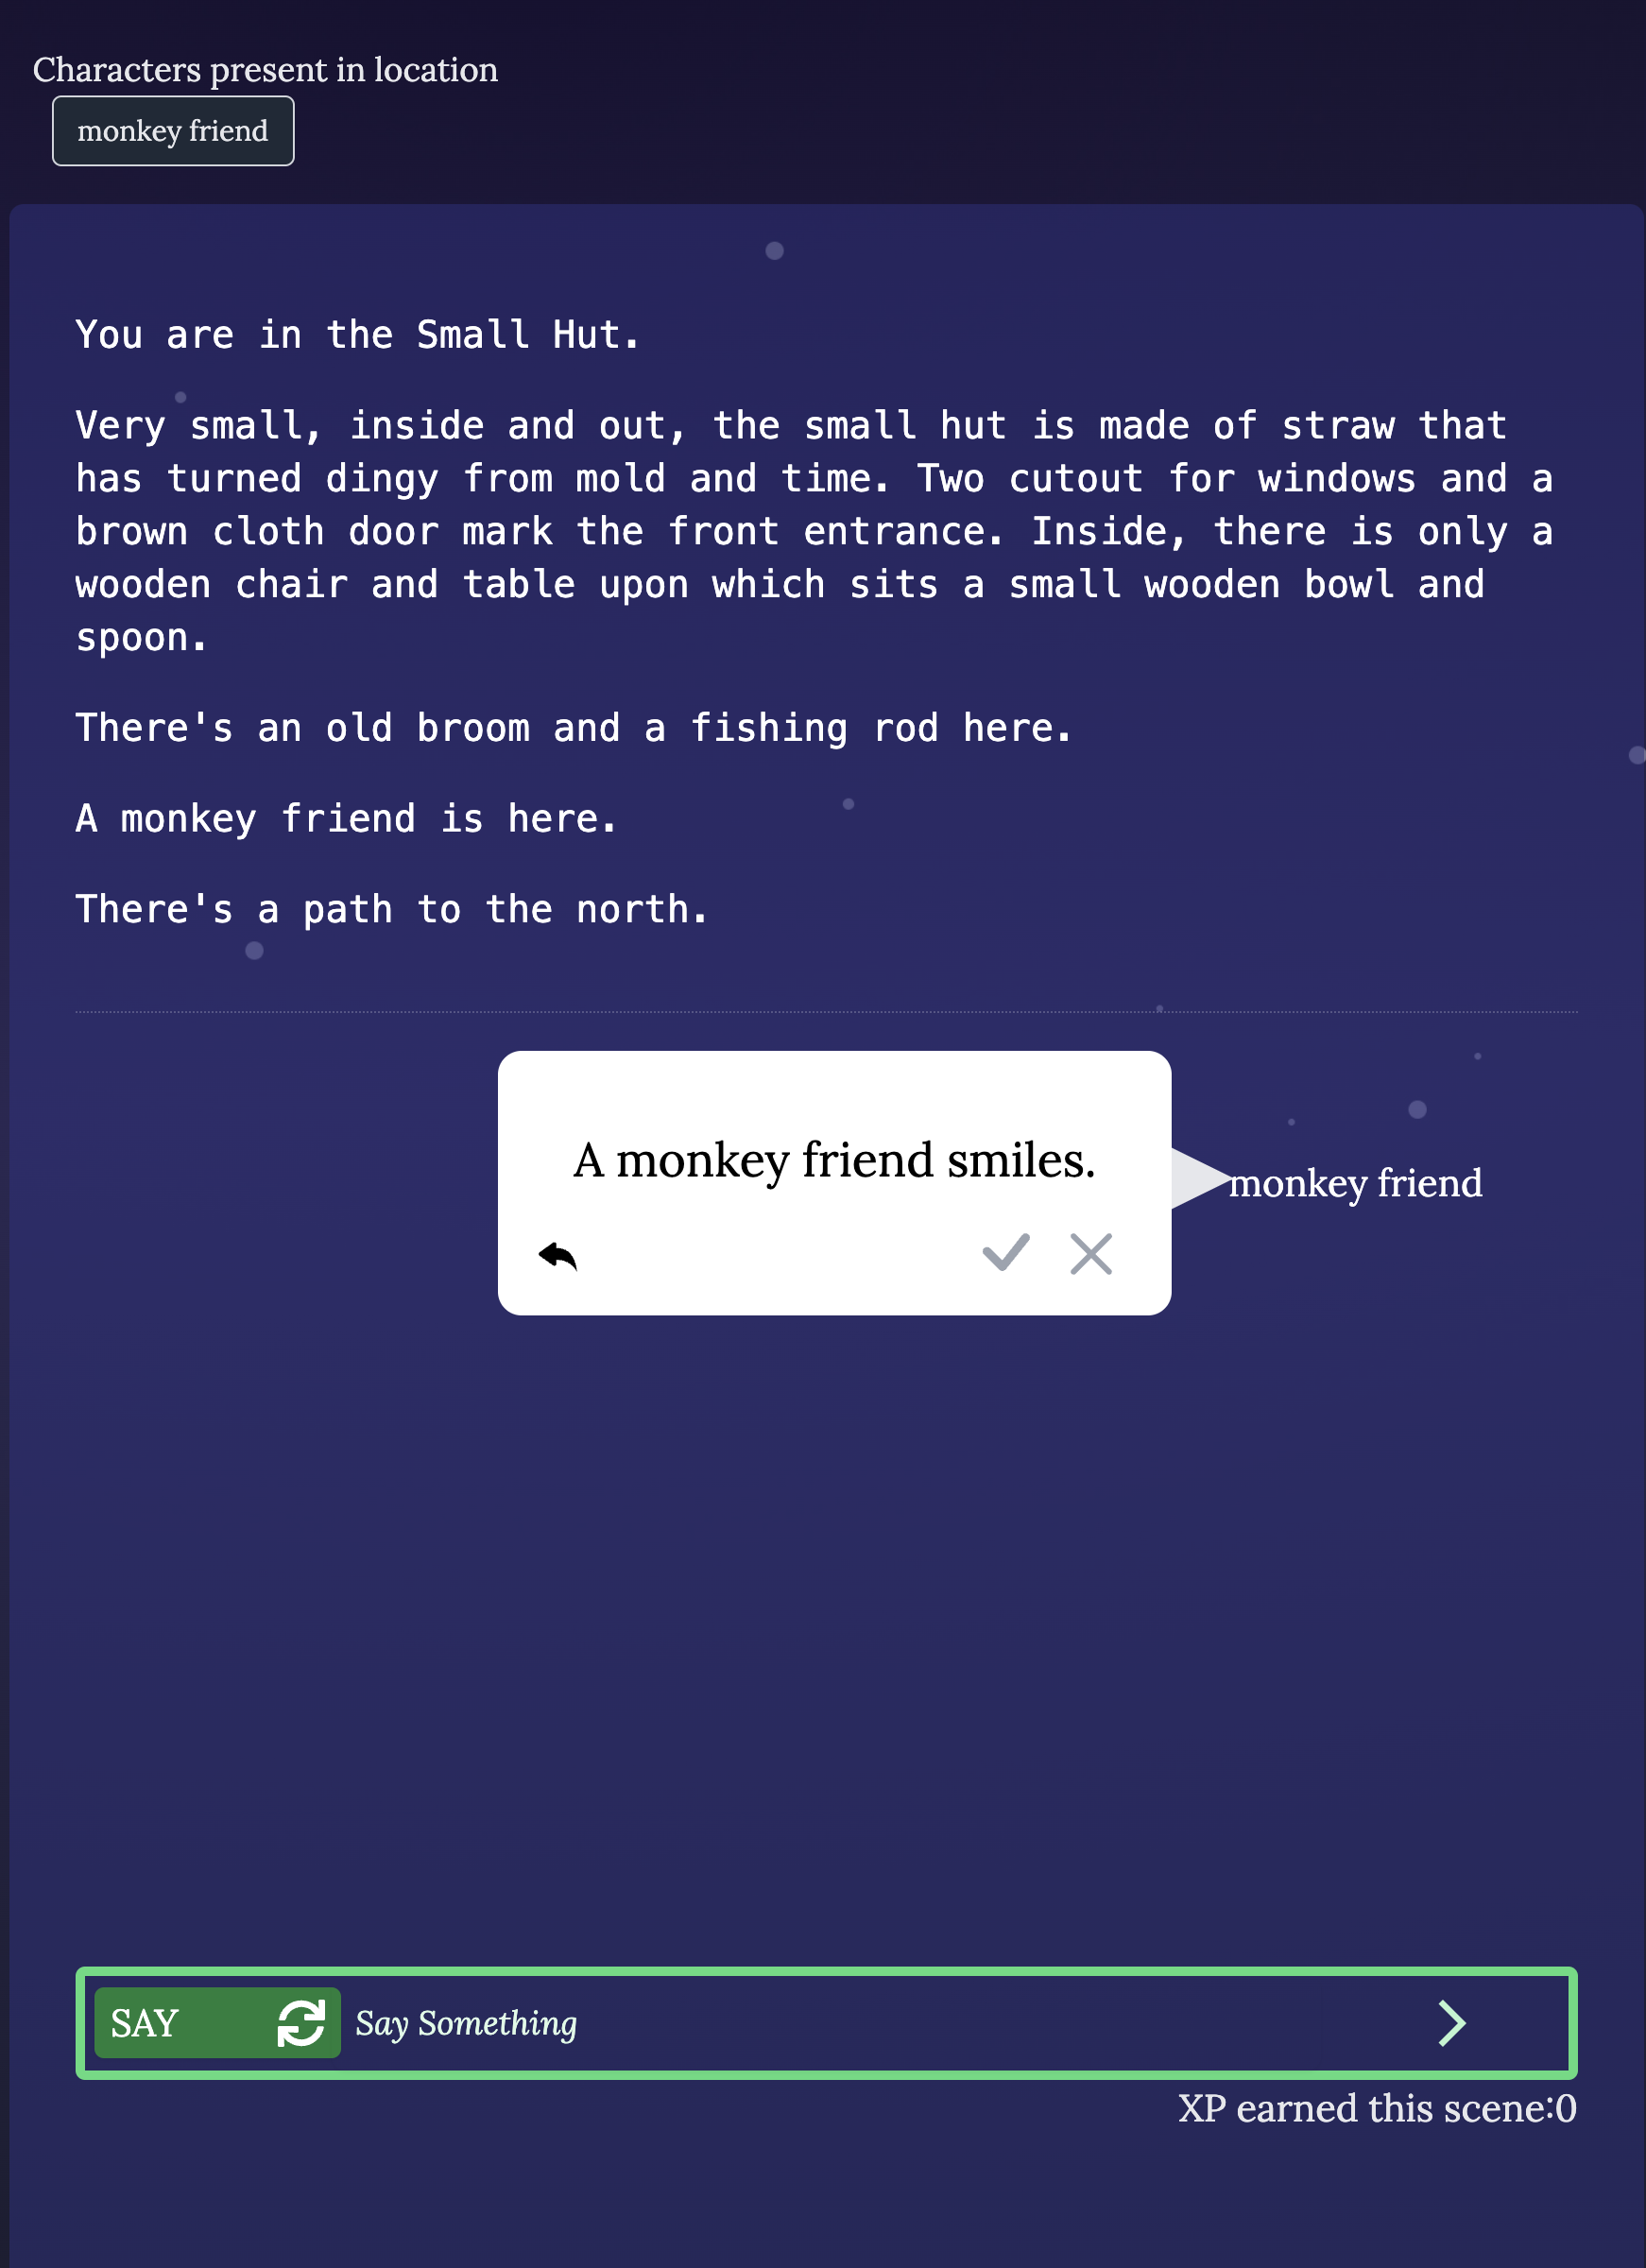 Characters present in location
monkey friend
You are in the Small Hut.
Very small, inside and out, the small hut is made of straw that
has turned dingy from mold and time. Two cutout for windows and a
brown cloth door mark the front entrance. Inside, there is only a
wooden chair and table upon which sits a small wooden bowl and
spoon.
There's an old broom and a fishing rod here.
A monkey friend is here.
There's a path to the north.
A monkey friend smiles.
monkey friend
SAY Say Something
XP earned this scene:0